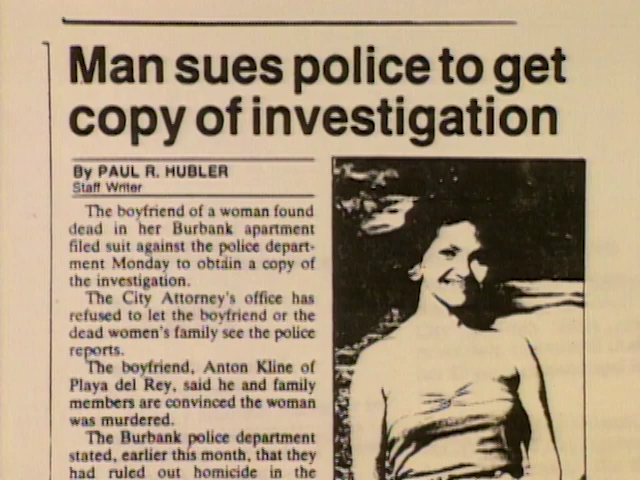 Man sues police to get
copy of investigation
By PAUL R. HUBLER
Staff Writer
The boyfriend of a woman found
dead in her Burbank apartment
filed suit against the police depart-
ment Monday to obtain a copy of
the investigation.
The City Attorney's office has
refused to let the boyfriend or the
dead women's family see the police
reports.
The boyfriend, Anton Kline of
Playa del Rey, said he and family
members are convinced the woman
was murdered.
The Burbank police department
stated, earlier this month, that they
had ruled out homicide in the